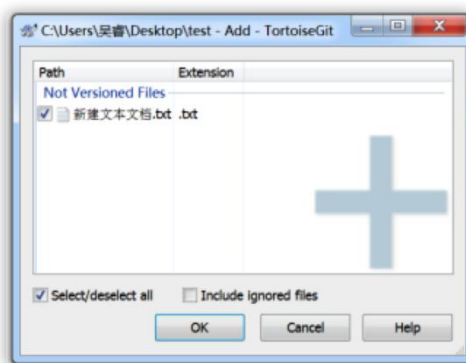 C:\Users\吴睿\Desktop\test - Add - TortoiseGit
Path Extension
Not Versioned Files
新建文本文档.txt .txt
Select/deselect all Include ignored files
OK Cancel Help